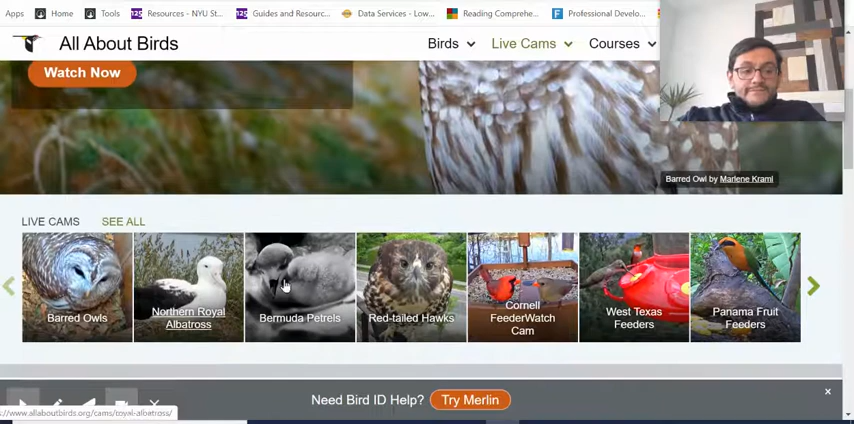 Apps Home Tools Resources - NYU St... Guides and Resourc... Data Services - Low... Reading Comprehe... Professional Develo...
All About Birds
Birds Live Cams Courses
Watch Now
Barred Owl by Marlene Krami
LIVE CAMS SEE ALL
Barred Owls
Northern Royal
Albatross
Bermuda Petrels
Red-tailed Hawks
Cornell
FeederWatch
Cam
West Texas
Feeders
Panama Fruit
Feeders
Need Bird ID Help? Try Merlin
s://www.allaboutbirds.org/cams/royal-albatross/